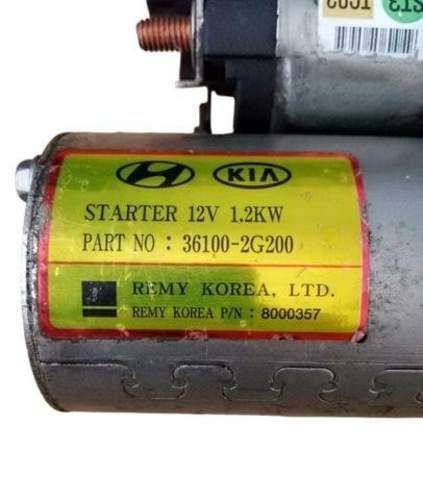 KIA
STARTER 12V 1.2KW
PART NO : 36100-2G200
REMY KOREA, LTD.
REMY KOREA P/N : 8000357